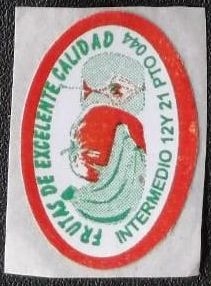 FRUTAS DE EXCELENTE CALIDAD
INTERMEDIO 12Y 21 PTO 044